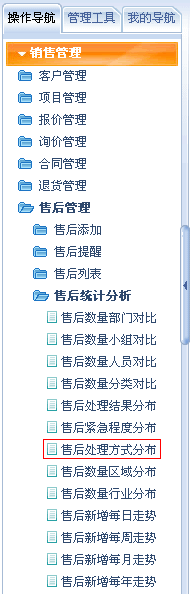 操作导航 管理工具 我的导航
销售管理
客户管理
项目管理
报价管理
询价管理
合同管理
退货管理
售后管理
售后添加
售后提醒
售后列表
售后统计分析
售后数量部门对比
售后数量小组对比
售后数量人员对比
售后数量分类对比
售后处理结果分布
售后紧急程度分布
售后处理方式分布
售后数量区域分布
售后数量行业分布
售后新增每日走势
售后新增每周走势
售后新增每月走势
售后新增每年走势